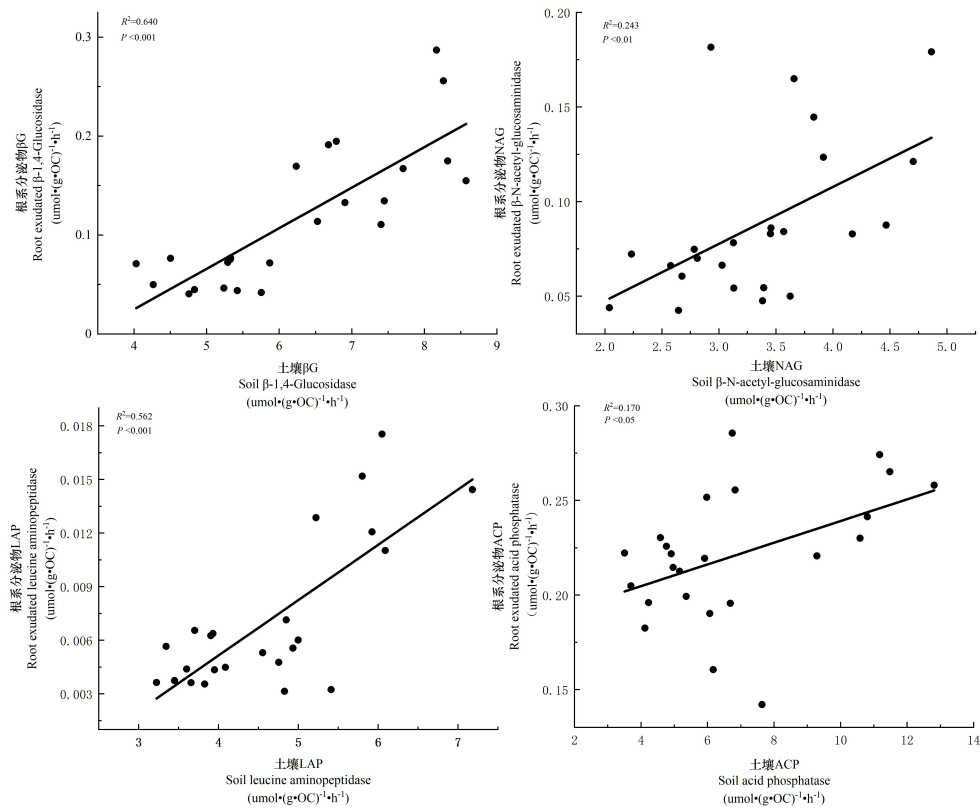 R²=0.640
P <0.001
0.3
0.2
0.1
0
根系分泌物βG
Root exudated β-1,4-Glucosidase
(umol•(g•OC)⁻¹•h⁻¹)
4 5 6 7 8 9
土壤βG
Soil β-1,4-Glucosidase
(umol•(g•OC)⁻¹•h⁻¹)
R²=0.243
P <0.01
0.20
0.15
0.10
0.05
根系分泌物NAG
Root exudated β-N-acetyl-glucosaminidase
(umol•(g•OC)⁻¹•h⁻¹)
2.0 2.5 3.0 3.5 4.0 4.5 5.0
土壤NAG
Soil β-N-acetyl-glucosaminidase
(umol•(g•OC)⁻¹•h⁻¹)
R²=0.562
P <0.001
0.018
0.015
0.012
0.009
0.006
0.003
根系分泌物LAP
Root exudated leucine aminopeptidase
(umol•(g•OC)⁻¹•h⁻¹)
3 4 5 6 7
土壤LAP
Soil leucine aminopeptidase
(umol•(g•OC)⁻¹•h⁻¹)
R²=0.170
P <0.05
0.30
0.25
0.20
0.15
根系分泌物ACP
Root exudated acid phosphatase
（umol•(g•OC)⁻¹•h⁻¹)
2 4 6 8 10 12 14
土壤ACP
Soil acid phosphatase
(umol•(g•OC)⁻¹•h⁻¹)